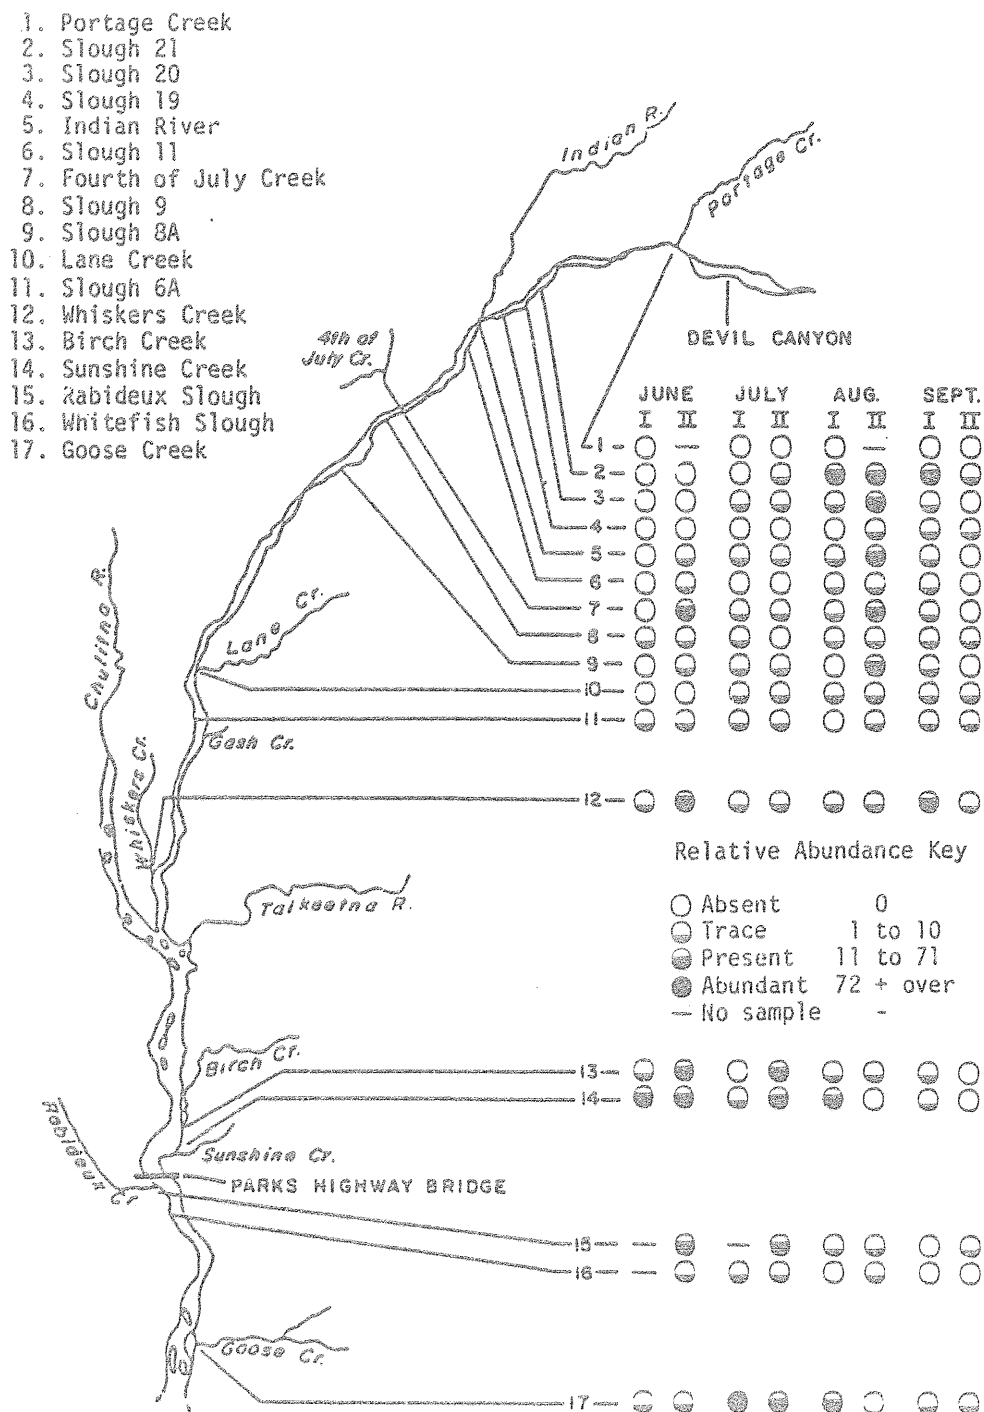 1. Portage Creek
2. Slough 21
3. Slough 20
4. Slough 19
5. Indian River
6. Slough 11
7. Fourth of July Creek
8. Slough 9
9. Slough 8A
10. Lane Creek
11. Slough 6A
12. Whiskers Creek
13. Birch Creek
14. Sunshine Creek
15. Rabideux Slough
16. Whitefish Slough
17. Goose Creek
Indian R.
Portage Cr.
4th of
July Cr.
DEVIL CANYON
JUNE JULY AUG. SEPT.
I II I II I II I II
1
2
3
4
5
6
7
8
9
10
11
Chulitna R.
Lane Cr.
Gash Cr.
Whiskers Cr.
12
Relative Abundance Key
Absent 0
Trace 1 to 10
Present 11 to 71
Abundant 72 + over
— No sample -
Talkeetna R.
Birch Cr.
13
14
Rabideux
Cr.
Sunshine Cr.
PARKS HIGHWAY BRIDGE
15
16
Goose Cr.
17